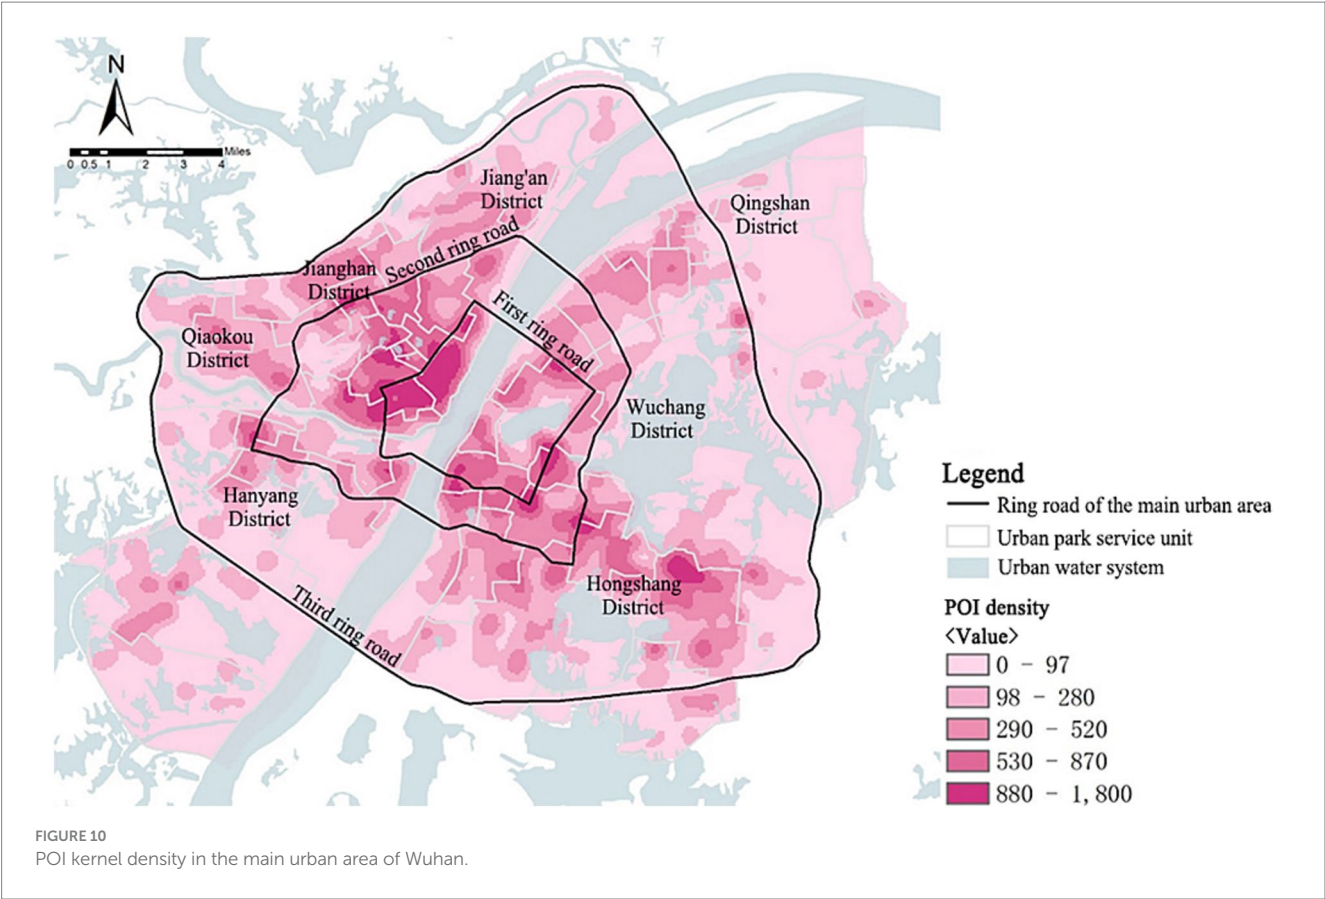 N
Miles
0 0.5 1 2 3 4
Jiang'an
District
Qingshan
District
Second ring road
Jianghan
District
First ring road
Qiaokou
District
Wuchang
District
Hanyang
District
Hongshang
District
Third ring road
Legend
Ring road of the main urban area
Urban park service unit
Urban water system
POI density
<Value>
0 - 97
98 - 280
290 - 520
530 - 870
880 - 1,800
FIGURE 10
POI kernel density in the main urban area of Wuhan.